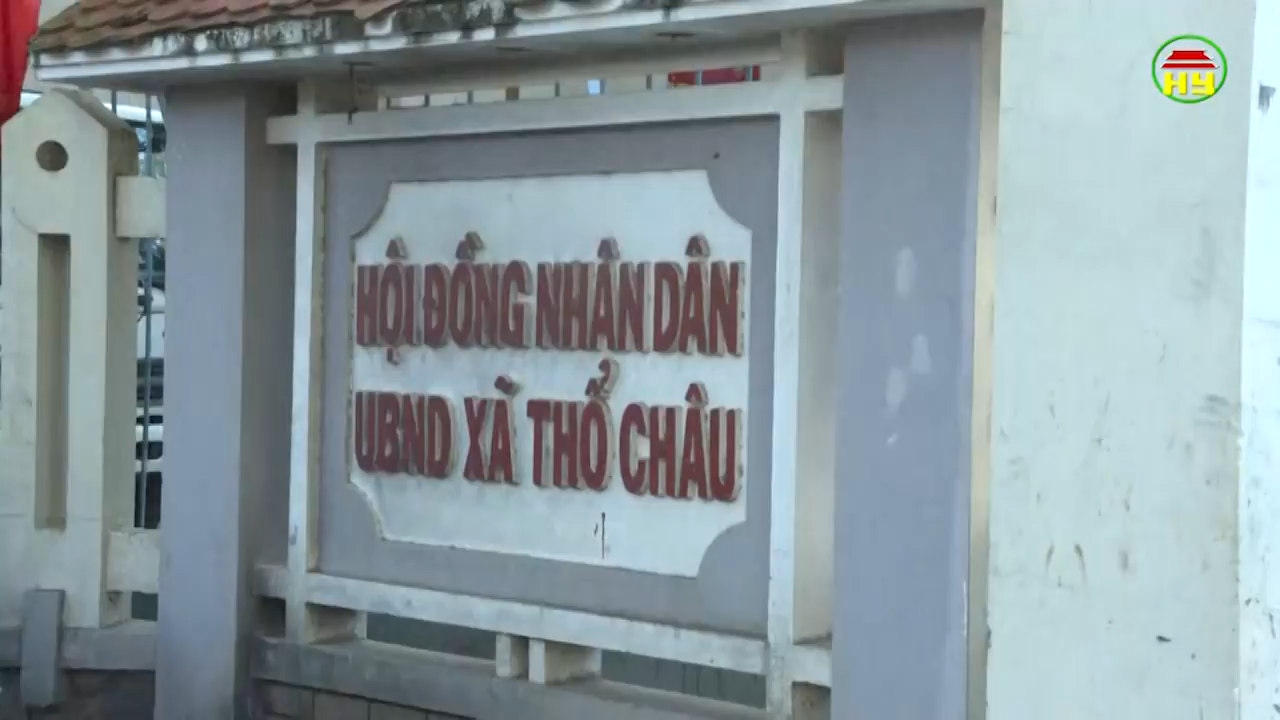 HỘI ĐỒNG NHÂN DÂN
UBND XÃ THỔ CHÂU
HY